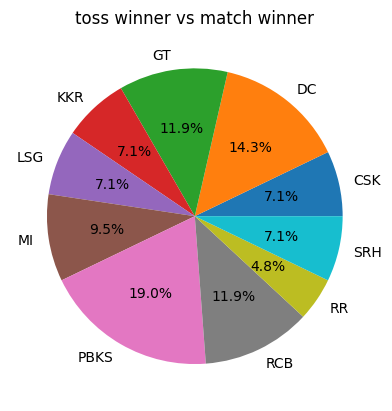 toss winner vs match winner
GT
DC
KKR
11.9%
14.3%
7.1%
LSG
7.1%
CSK
7.1%
MI
9.5%
7.1%
SRH
4.8%
19.0%
11.9%
RR
PBKS
RCB